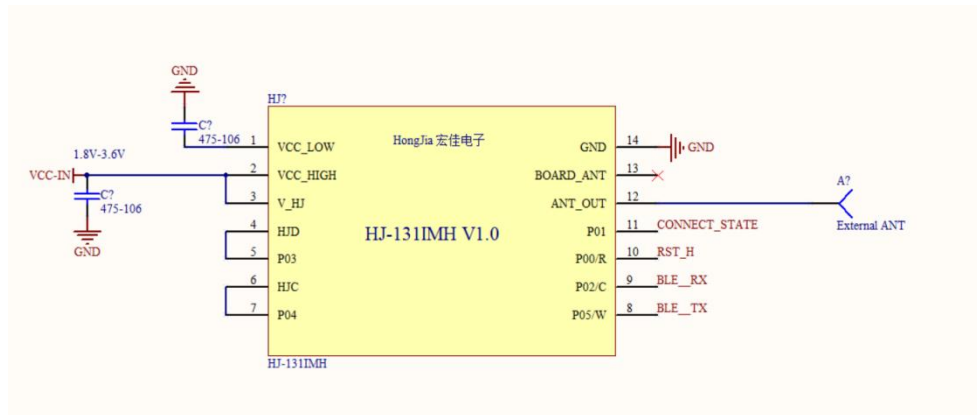 GND
HJ?
C?
475-106
1
VCC_LOW
HongJia 宏佳电子
GND
14
GND
1.8V-3.6V
VCC-IN
2
VCC_HIGH
BOARD_ANT
13
A?
C?
475-106
3
V_HJ
ANT_OUT
12
External ANT
GND
4
HJD
HJ-131IMH V1.0
P01
11
CONNECT_STATE
5
P03
P00/R
10
RST_H
6
HJC
P02/C
9
BLE__RX
7
P04
P05/W
8
BLE__TX
HJ-131IMH